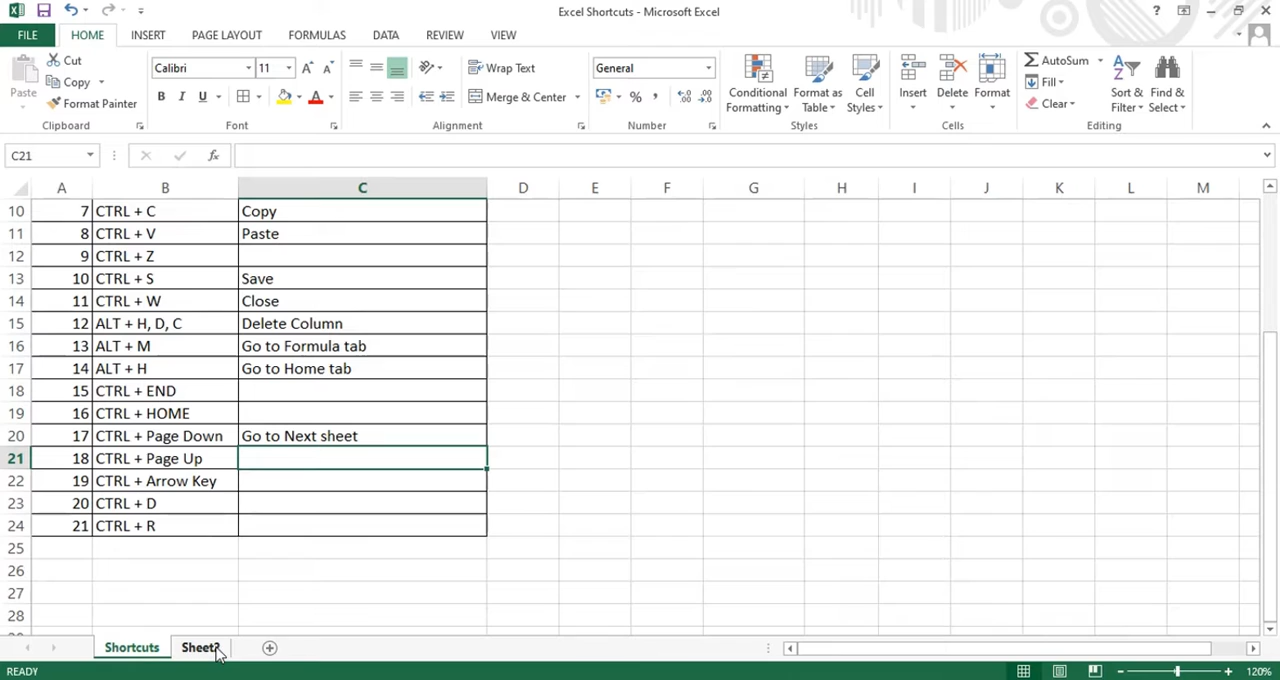 Excel Shortcuts - Microsoft Excel
?
FILE HOME INSERT PAGE LAYOUT FORMULAS DATA REVIEW VIEW
Paste
Cut
Copy
Format Painter
Clipboard
Calibri 11
A A
B I U A
Font
Wrap Text
Merge & Center
Alignment
General
% ,
Number
Conditional Formatting
Format as Table
Cell Styles
Styles
Insert
Delete
Format
Cells
AutoSum
Fill
Clear
Sort & Filter
Find & Select
Editing
C21 fx
A B C D E F G H I J K L M
10 7 CTRL + C Copy
11 8 CTRL + V Paste
12 9 CTRL + Z
13 10 CTRL + S Save
14 11 CTRL + W Close
15 12 ALT + H, D, C Delete Column
16 13 ALT + M Go to Formula tab
17 14 ALT + H Go to Home tab
18 15 CTRL + END
19 16 CTRL + HOME
20 17 CTRL + Page Down Go to Next sheet
21 18 CTRL + Page Up
22 19 CTRL + Arrow Key
23 20 CTRL + D
24 21 CTRL + R
25
26
27
28
Shortcuts
READY 120%